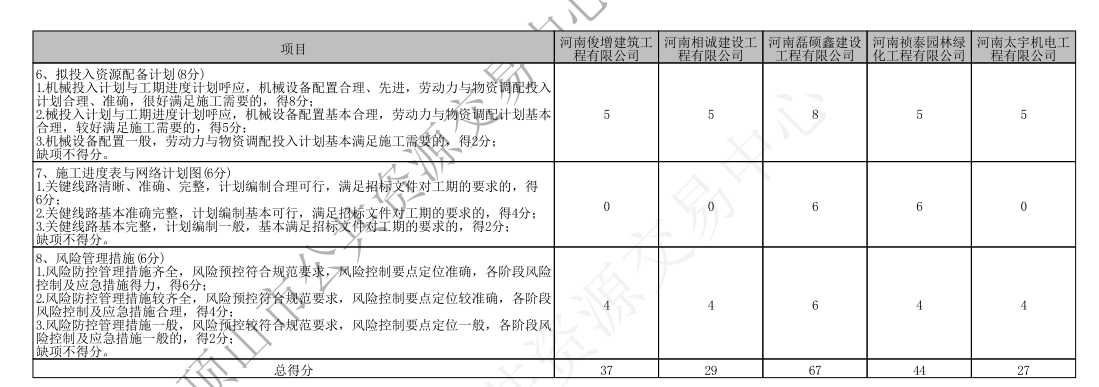 项目
河南俊增建筑工
程有限公司
河南相诚建设工
程有限公司
河南磊硕鑫建设
工程有限公司
河南祯泰园林绿
化工程有限公司
河南太宇机电工
程有限公司
6、拟投入资源配备计划(8分)
1.机械投入计划与工期进度计划呼应，机械设备配置合理、先进，劳动力与物资调配投入
计划合理、准确，很好满足施工需要的，得8分；
2.械投入计划与工期进度计划呼应，机械设备配置基本合理，劳动力与物资调配计划基本
合理，较好满足施工需要的，得5分；
3.机械设备配置一般，劳动力与物资调配投入计划基本满足施工需要的，得2分；
缺项不得分。
5
5
8
5
5
7、施工进度表与网络计划图(6分)
1.关键线路清晰、准确、完整，计划编制合理可行，满足招标文件对工期的要求的，得
6分；
2.关健线路基本准确完整，计划编制基本可行，满足招标文件对工期的要求的，得4分；
3.关健线路基本完整，计划编制一般，基本满足招标文件对工期的要求的，得2分；
缺项不得分。
0
0
6
6
0
8、风险管理措施(6分)
1.风险防控管理措施齐全，风险预控符合规范要求，风险控制要点定位准确，各阶段风险
控制及应急措施得力，得6分；
2.风险防控管理措施较齐全，风险预控符合规范要求，风险控制要点定位较准确，各阶段
风险控制及应急措施合理，得4分；
3.风险防控管理措施一般，风险预控较符合规范要求，风险控制要点定位一般，各阶段风
险控制及应急措施一般的，得2分；
缺项不得分。
4
4
6
4
4
总得分
37
29
67
44
27
顶山市公共资源交易中心
共资源交易中心